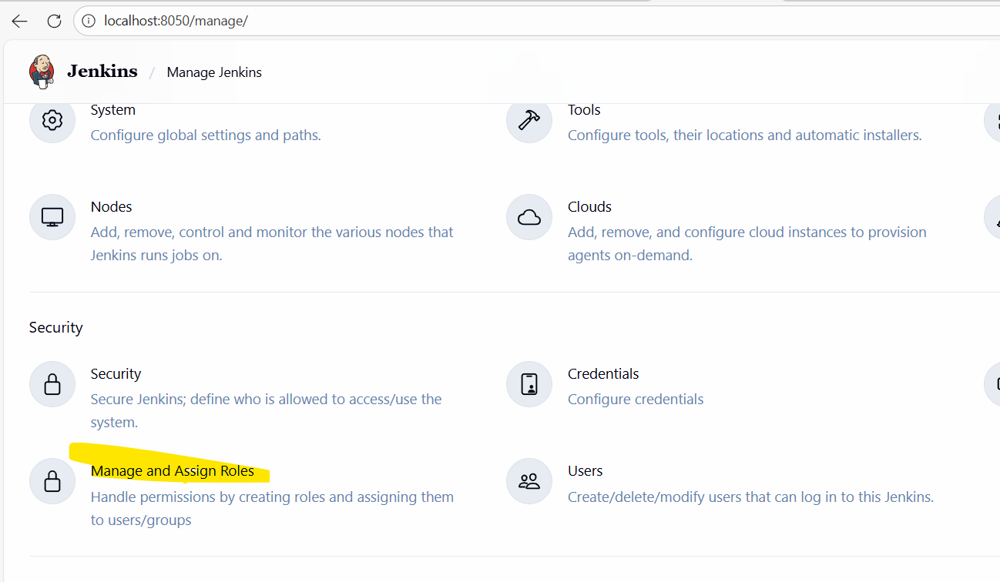 localhost:8050/manage/
Jenkins / Manage Jenkins
System
Configure global settings and paths.
Tools
Configure tools, their locations and automatic installers.
Nodes
Add, remove, control and monitor the various nodes that
Jenkins runs jobs on.
Clouds
Add, remove, and configure cloud instances to provision
agents on-demand.
Security
Security
Secure Jenkins; define who is allowed to access/use the
system.
Credentials
Configure credentials
Manage and Assign Roles
Handle permissions by creating roles and assigning them
to users/groups
Users
Create/delete/modify users that can log in to this Jenkins.